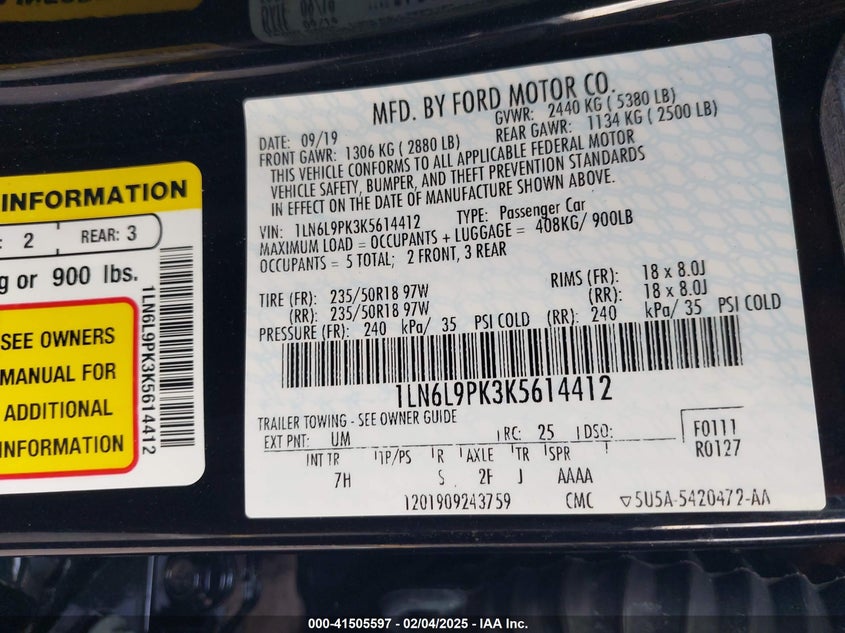 INFORMATION
2 REAR: 3
g or 900 lbs.
SEE OWNERS
MANUAL FOR
ADDITIONAL
INFORMATION
1LN6L9PK3K5614412
MFD. BY FORD MOTOR CO.
DATE: 09/19 GVWR: 2440 KG ( 5380 LB)
FRONT GAWR: 1306 KG ( 2880 LB) REAR GAWR: 1134 KG ( 2500 LB)
THIS VEHICLE CONFORMS TO ALL APPLICABLE FEDERAL MOTOR
VEHICLE SAFETY, BUMPER, AND THEFT PREVENTION STANDARDS
IN EFFECT ON THE DATE OF MANUFACTURE SHOWN ABOVE.
VIN: 1LN6L9PK3K5614412 TYPE: Passenger Car
MAXIMUM LOAD = OCCUPANTS + LUGGAGE = 408KG/ 900LB
OCCUPANTS = 5 TOTAL; 2 FRONT, 3 REAR
TIRE (FR): 235/50R18 97W RIMS (FR): 18 x 8.0J
(RR): 235/50R18 97W (RR): 18 x 8.0J
PRESSURE (FR): 240 kPa/ 35 PSI COLD (RR): 240 kPa/ 35 PSI COLD
1LN6L9PK3K5614412
TRAILER TOWING - SEE OWNER GUIDE
EXT PNT: UM RC: 25 DSO: F0111
R0127
INT TR TP/PS R AXLE TR SPR
7H S 2F J AAAA
1201909243759 CMC 5U5A-5420472-AA
000-41505597 - 02/04/2025 - IAA Inc.